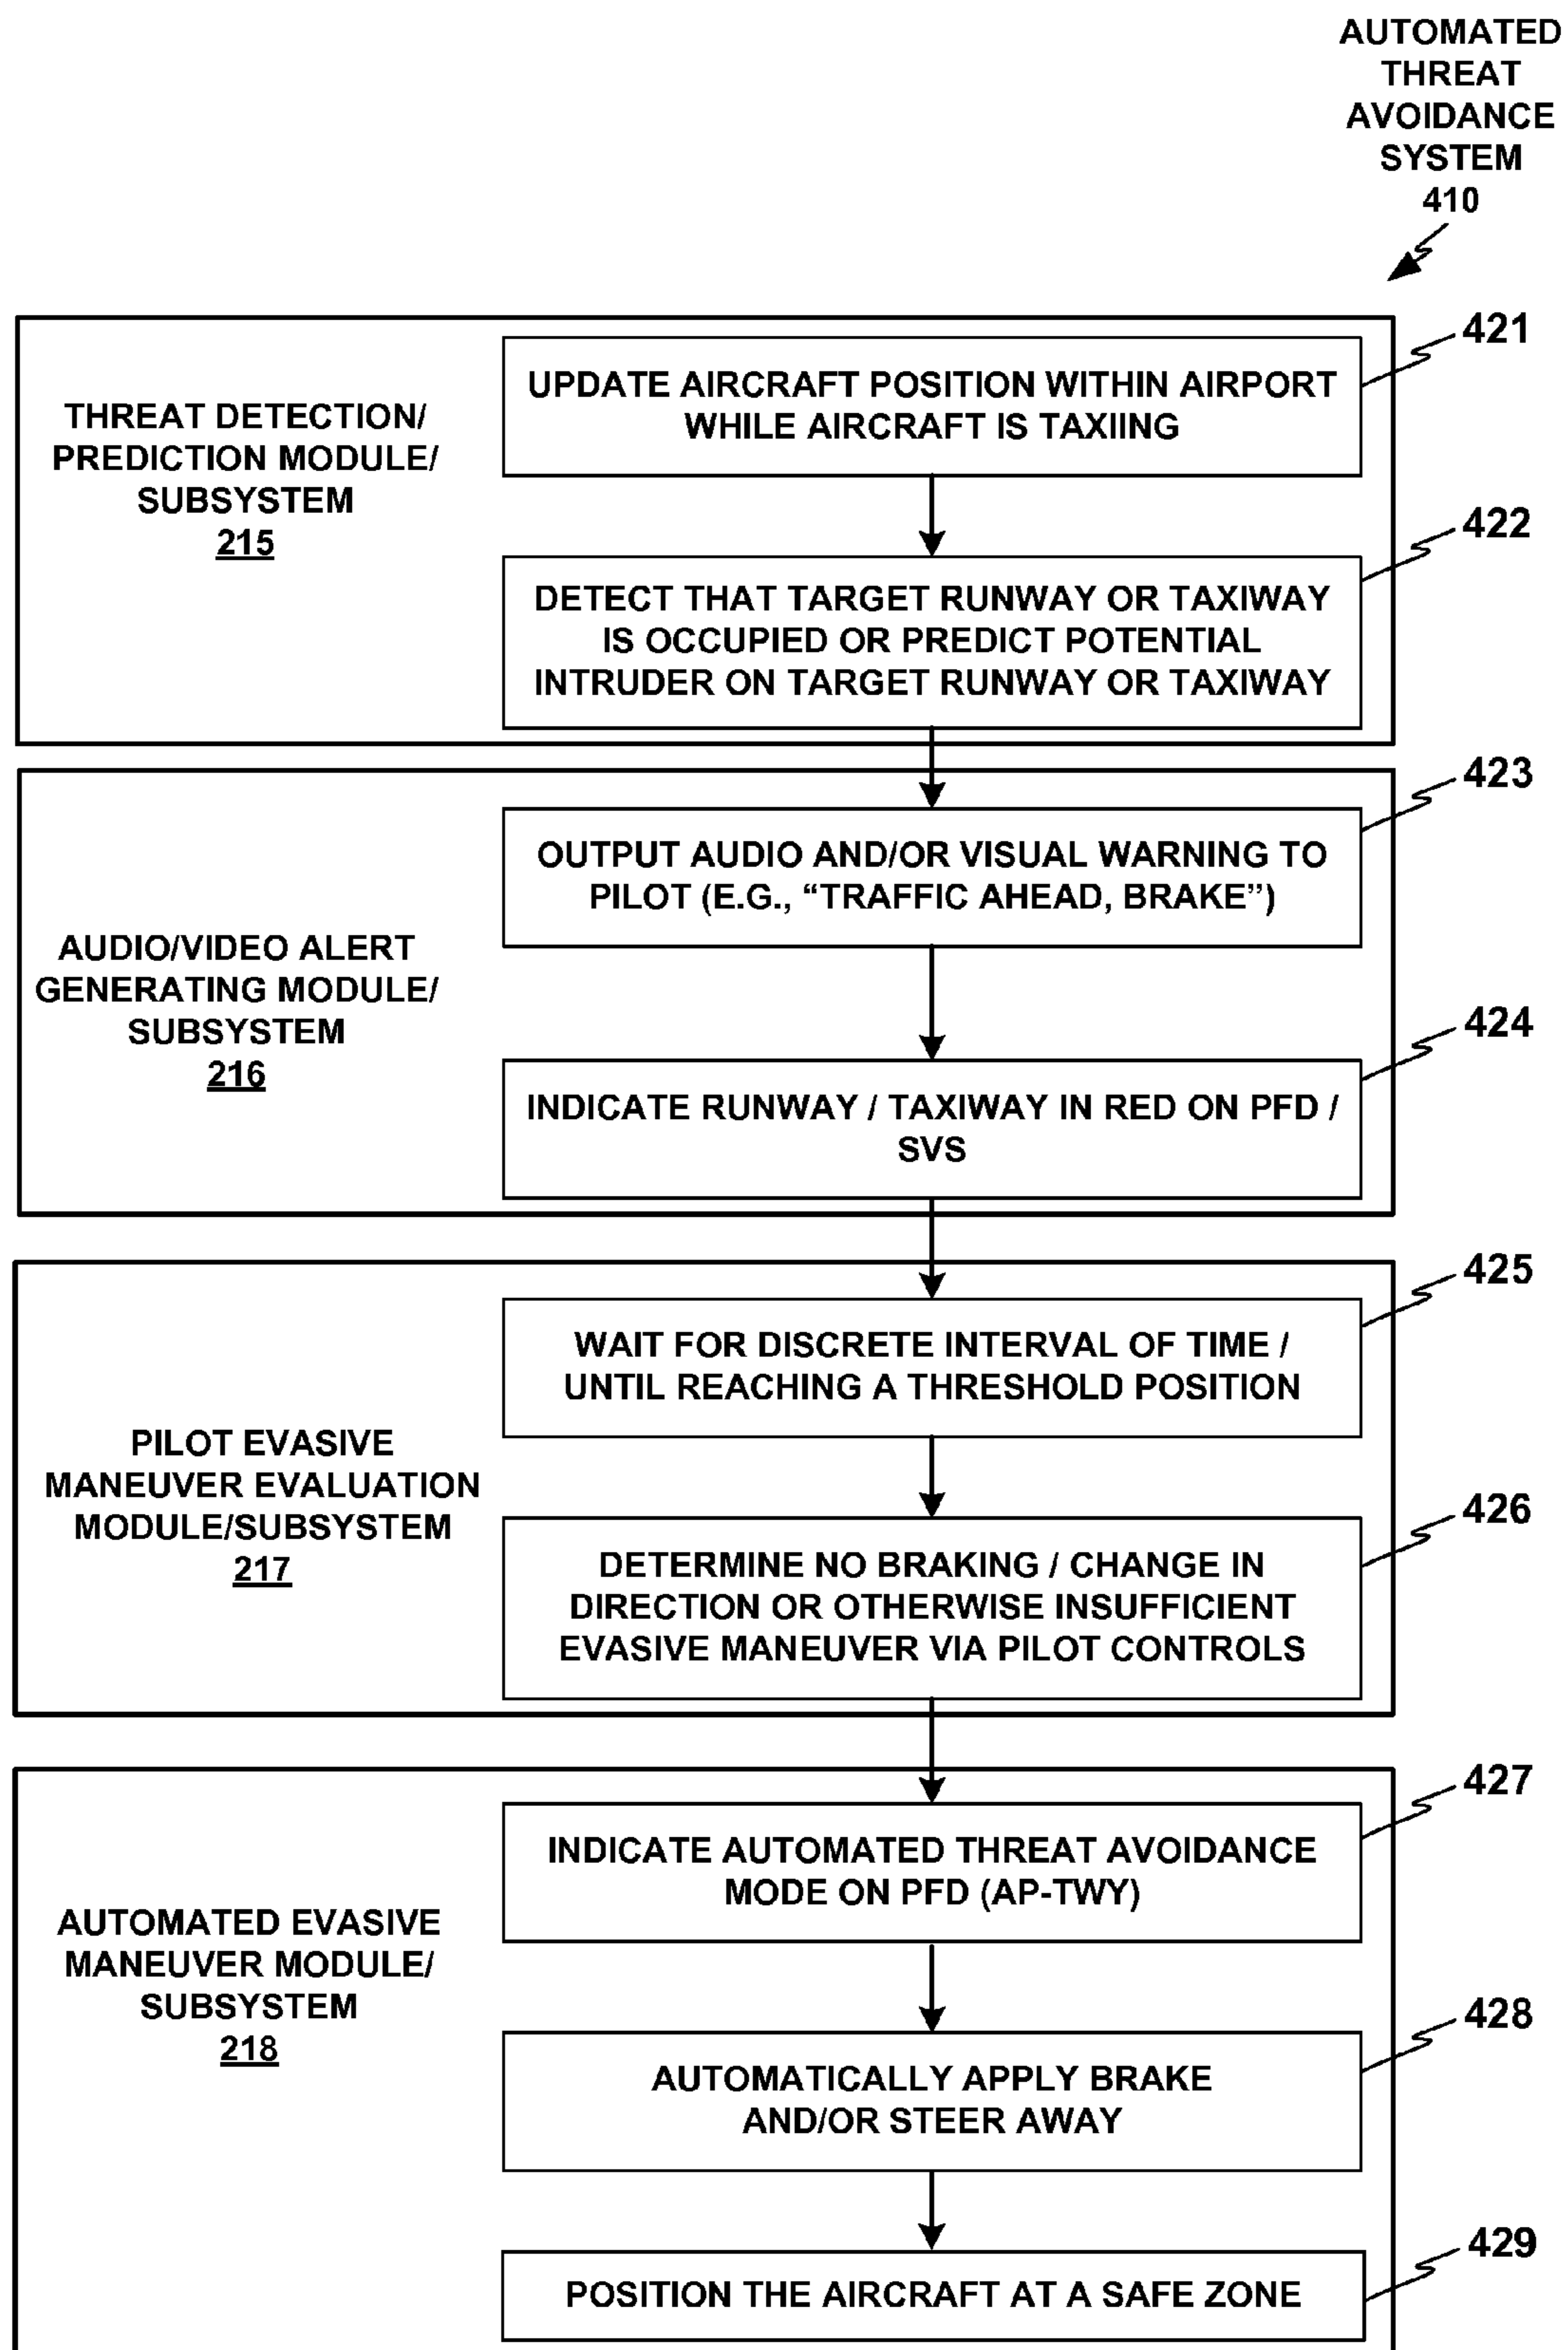 AUTOMATED
THREAT
AVOIDANCE
SYSTEM
410
THREAT DETECTION/
PREDICTION MODULE/
SUBSYSTEM
215
UPDATE AIRCRAFT POSITION WITHIN AIRPORT
WHILE AIRCRAFT IS TAXIING
421
DETECT THAT TARGET RUNWAY OR TAXIWAY
IS OCCUPIED OR PREDICT POTENTIAL
INTRUDER ON TARGET RUNWAY OR TAXIWAY
422
AUDIO/VIDEO ALERT
GENERATING MODULE/
SUBSYSTEM
216
OUTPUT AUDIO AND/OR VISUAL WARNING TO
PILOT (E.G., “TRAFFIC AHEAD, BRAKE”)
423
INDICATE RUNWAY / TAXIWAY IN RED ON PFD /
SVS
424
PILOT EVASIVE
MANEUVER EVALUATION
MODULE/SUBSYSTEM
217
WAIT FOR DISCRETE INTERVAL OF TIME /
UNTIL REACHING A THRESHOLD POSITION
425
DETERMINE NO BRAKING / CHANGE IN
DIRECTION OR OTHERWISE INSUFFICIENT
EVASIVE MANEUVER VIA PILOT CONTROLS
426
AUTOMATED EVASIVE
MANEUVER MODULE/
SUBSYSTEM
218
INDICATE AUTOMATED THREAT AVOIDANCE
MODE ON PFD (AP-TWY)
427
AUTOMATICALLY APPLY BRAKE
AND/OR STEER AWAY
428
POSITION THE AIRCRAFT AT A SAFE ZONE
429